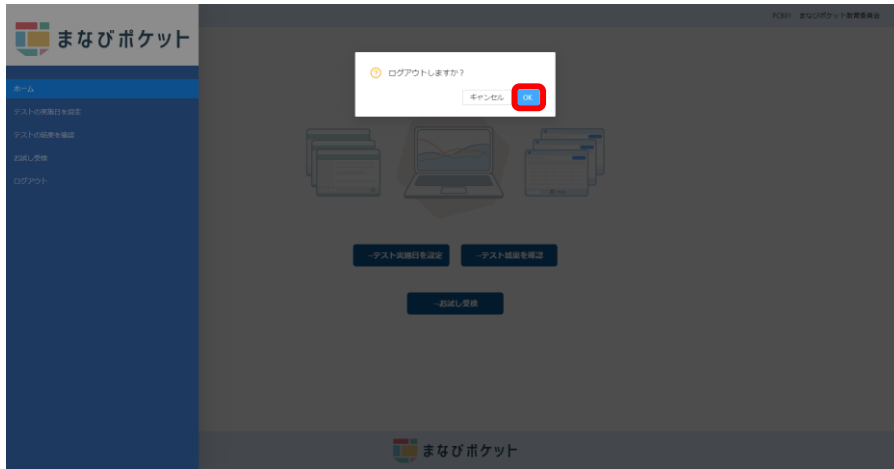 まなびポケット
PCB01 まなびポケット教育委員会
ログアウトしますか？
キャンセル OK
ホーム
テストの実施日を設定
テストの結果を確認
お試し受検
ログアウト
→テスト実施日を設定 →テスト結果を確認
→お試し受検
まなびポケット